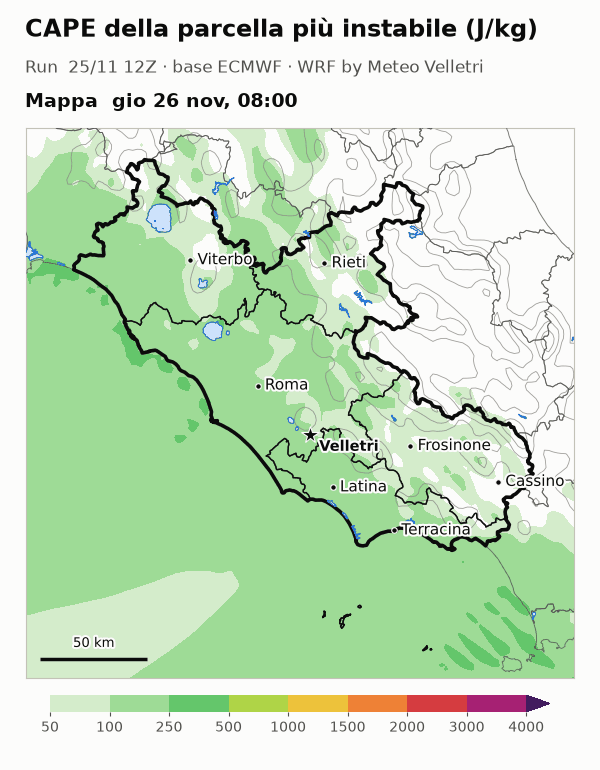 CAPE della parcella più instabile (J/kg)
Run  25/11 12Z · base ECMWF · WRF by Meteo Velletri
Mappa  gio 26 nov, 08:00
Viterbo
Rieti
Roma
Velletri
Frosinone
Cassino
Latina
Terracina
50 km
50 100 250 500 1000 1500 2000 3000 4000